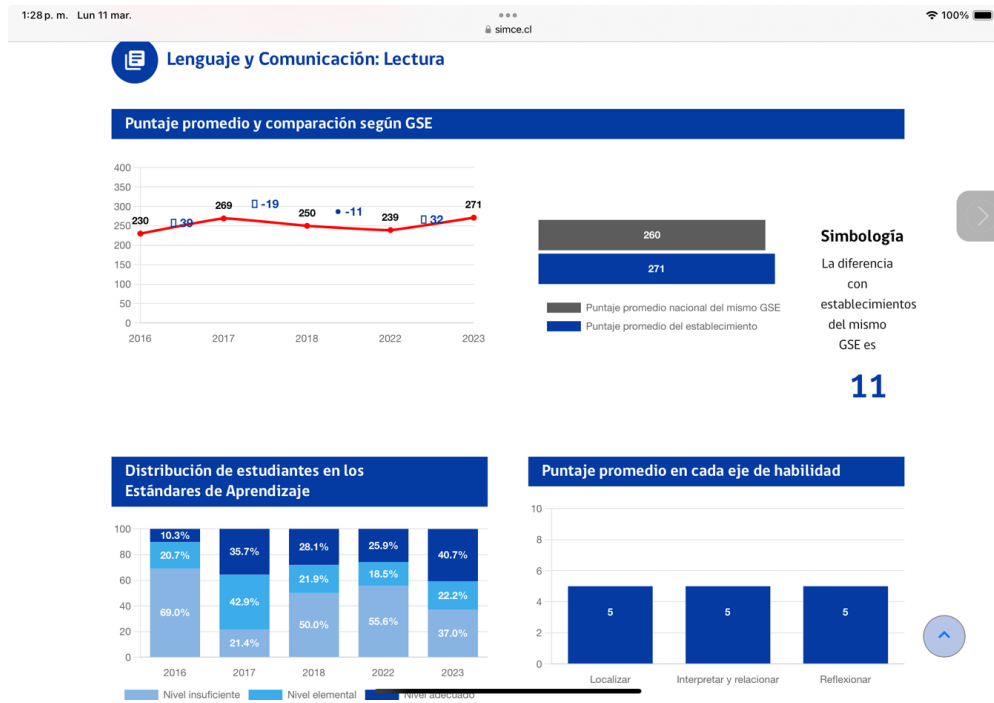 1:28 p. m. Lun 11 mar.
100%
simce.cl
Lenguaje y Comunicación: Lectura
Puntaje promedio y comparación según GSE
400
350
300
250
200
150
100
50
0
230
39
269
-19
250
-11
239
32
271
2016
2017
2018
2022
2023
260
271
Puntaje promedio nacional del mismo GSE
Puntaje promedio del establecimiento
Simbología
La diferencia
con
establecimientos
del mismo
GSE es
11
Distribución de estudiantes en los
Estándares de Aprendizaje
100
80
60
40
20
0
10.3%
20.7%
69.0%
35.7%
42.9%
21.4%
28.1%
21.9%
50.0%
25.9%
18.5%
55.6%
40.7%
22.2%
37.0%
2016
2017
2018
2022
2023
Nivel insuficiente
Nivel elemental
Nivel adecuado
Puntaje promedio en cada eje de habilidad
10
8
6
4
2
0
5
5
5
Localizar
Interpretar y relacionar
Reflexionar